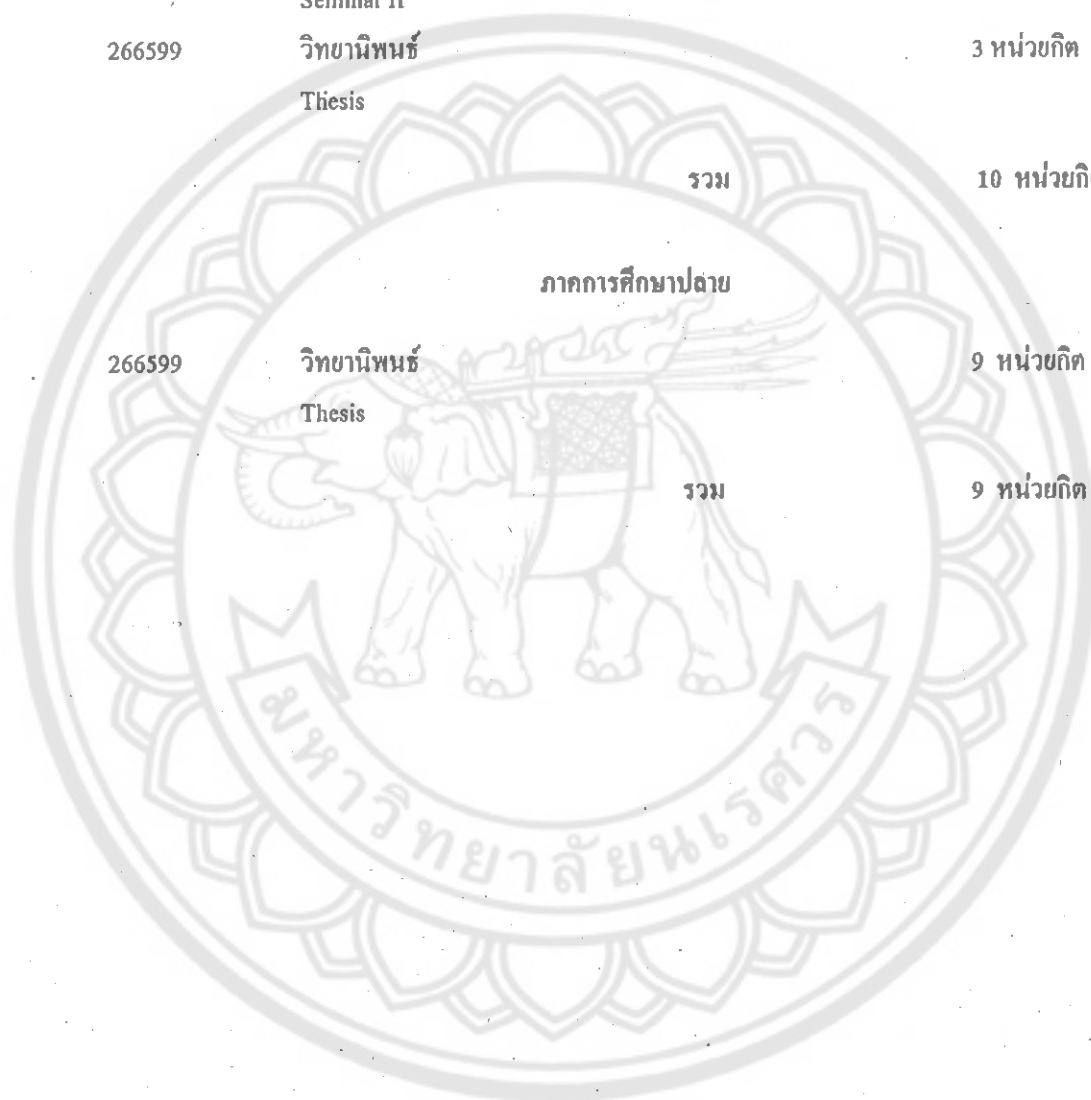 Seminar II
266599 วิทยานิพนธ์ 3 หน่วยกิต
Thesis
รวม 10 หน่วยกิ
ภาคการศึกษาปลาย
266599 วิทยานิพนธ์ 9 หน่วยกิต
Thesis
รวม 9 หน่วยกิต
มหาวิทยาลัยนเรศวร